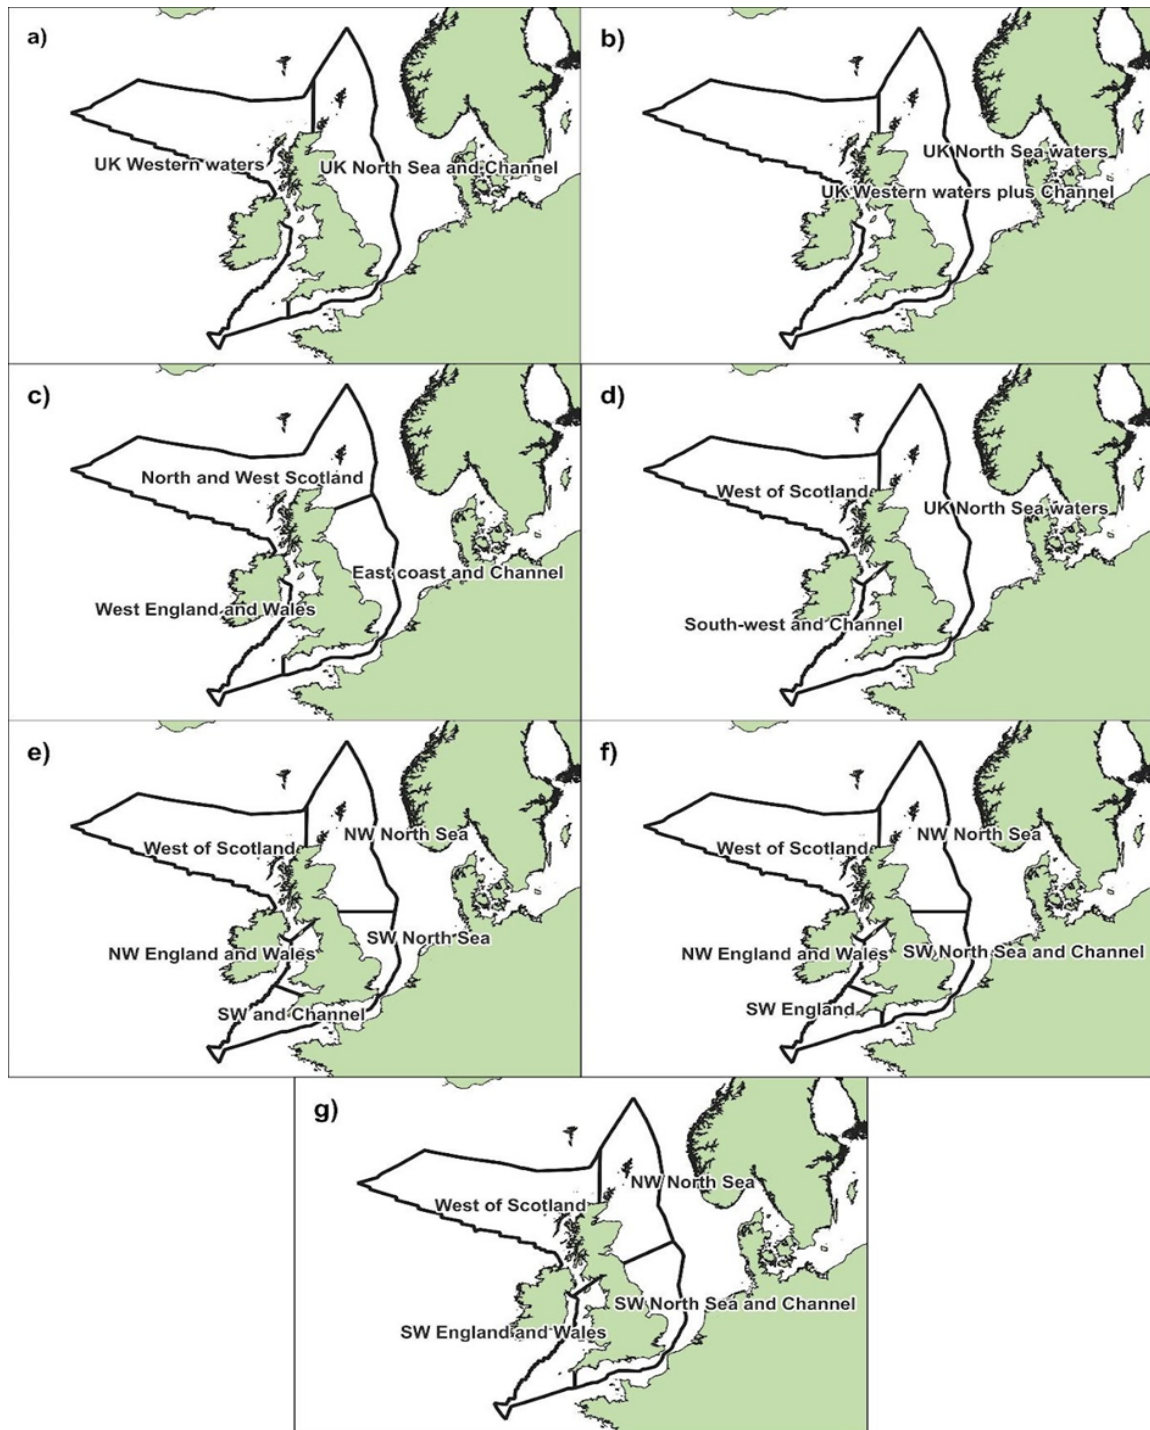 a)
UK Western waters
UK North Sea and Channel
b)
UK North Sea waters
UK Western waters plus Channel
c)
North and West Scotland
East coast and Channel
West England and Wales
d)
West of Scotland
UK North Sea waters
South-west and Channel
e)
NW North Sea
West of Scotland
SW North Sea
NW England and Wales
SW and Channel
f)
NW North Sea
West of Scotland
NW England and Wales
SW North Sea and Channel
SW England
g)
NW North Sea
West of Scotland
SW North Sea and Channel
SW England and Wales